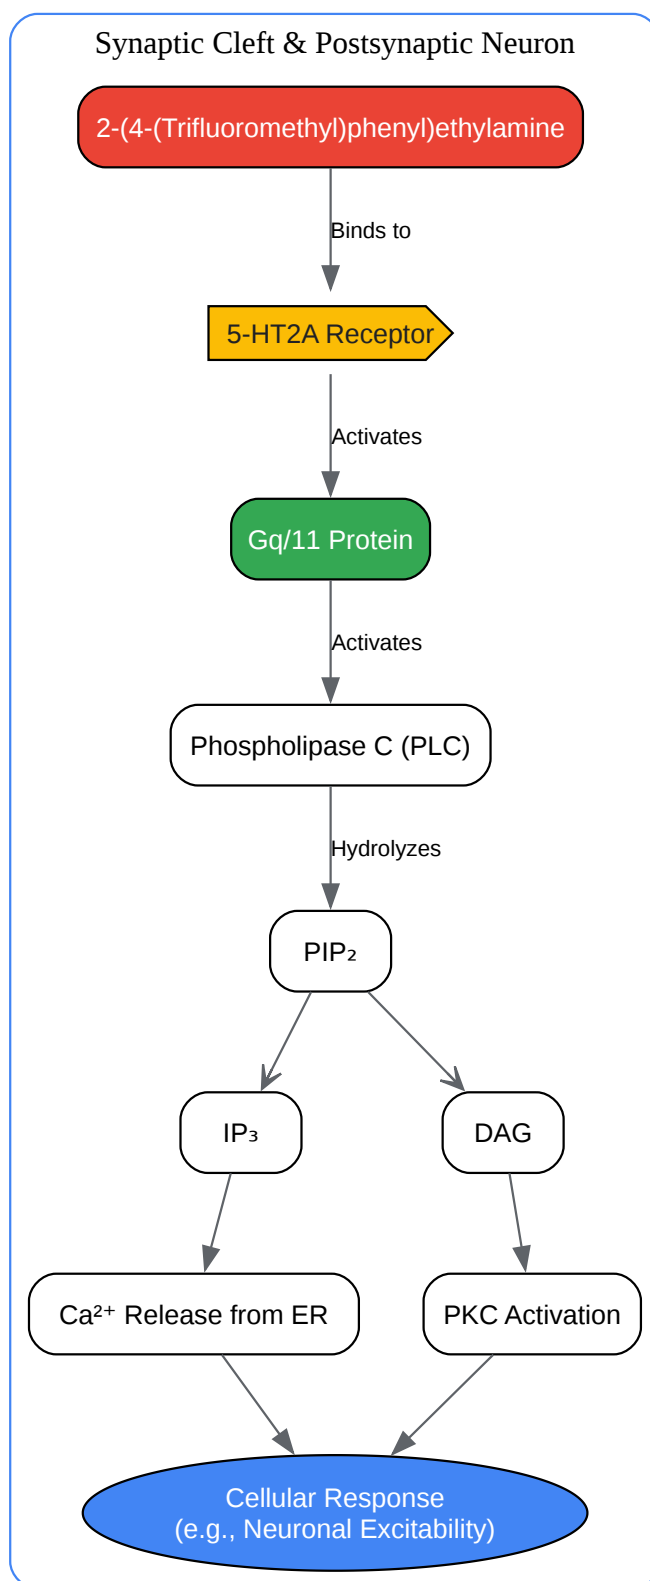 Synaptic Cleft & Postsynaptic Neuron
2-(4-(Trifluoromethyl)phenyl)ethylamine
Binds to
5-HT2A Receptor
Activates
Gq/11 Protein
Activates
Phospholipase C (PLC)
Hydrolyzes
PIP₂
IP₃
DAG
Ca²⁺ Release from ER
PKC Activation
Cellular Response
(e.g., Neuronal Excitability)